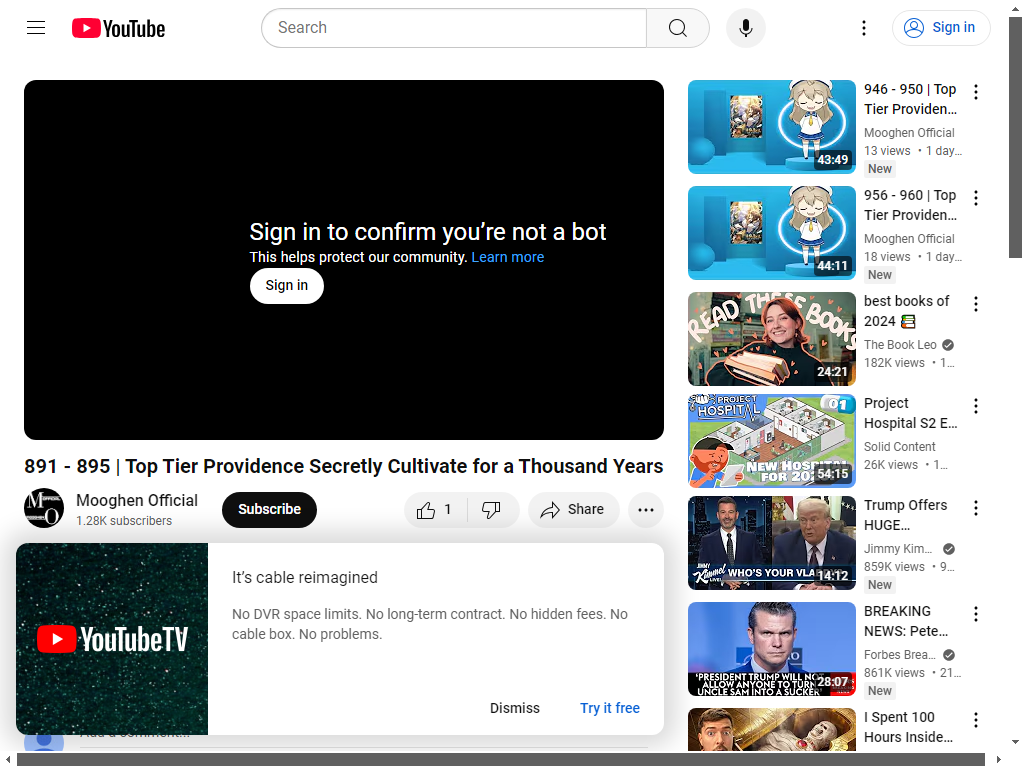 YouTube
Search
Sign in
Sign in to confirm you’re not a bot
This helps protect our community. Learn more
Sign in
891 - 895 | Top Tier Providence Secretly Cultivate for a Thousand Years
Mooghen Official
1.28K subscribers
Subscribe
1
Share
YouTubeTV
It’s cable reimagined
No DVR space limits. No long-term contract. No hidden fees. No
cable box. No problems.
Dismiss
Try it free
43:49
946 - 950 | Top
Tier Providen…
Mooghen Official
13 views • 1 day…
New
44:11
956 - 960 | Top
Tier Providen…
Mooghen Official
18 views • 1 day…
New
READ THESE BOOKS
24:21
best books of
2024
The Book Leo
182K views • 1…
PROJECT
HOSPITAL
01
NEW HOSPITAL
FOR 20
54:15
Project
Hospital S2 E…
Solid Content
26K views • 1…
JIMMY
Kimmel
LIVE!
WHO'S YOUR VLA
14:12
Trump Offers
HUGE…
Jimmy Kim…
859K views • 9…
New
'PRESIDENT TRUMP WILL NOT
ALLOW ANYONE TO TURN
UNCLE SAM INTO A SUCKER'
28:07
BREAKING
NEWS: Pete…
Forbes Brea…
861K views • 21…
New
I Spent 100
Hours Inside…